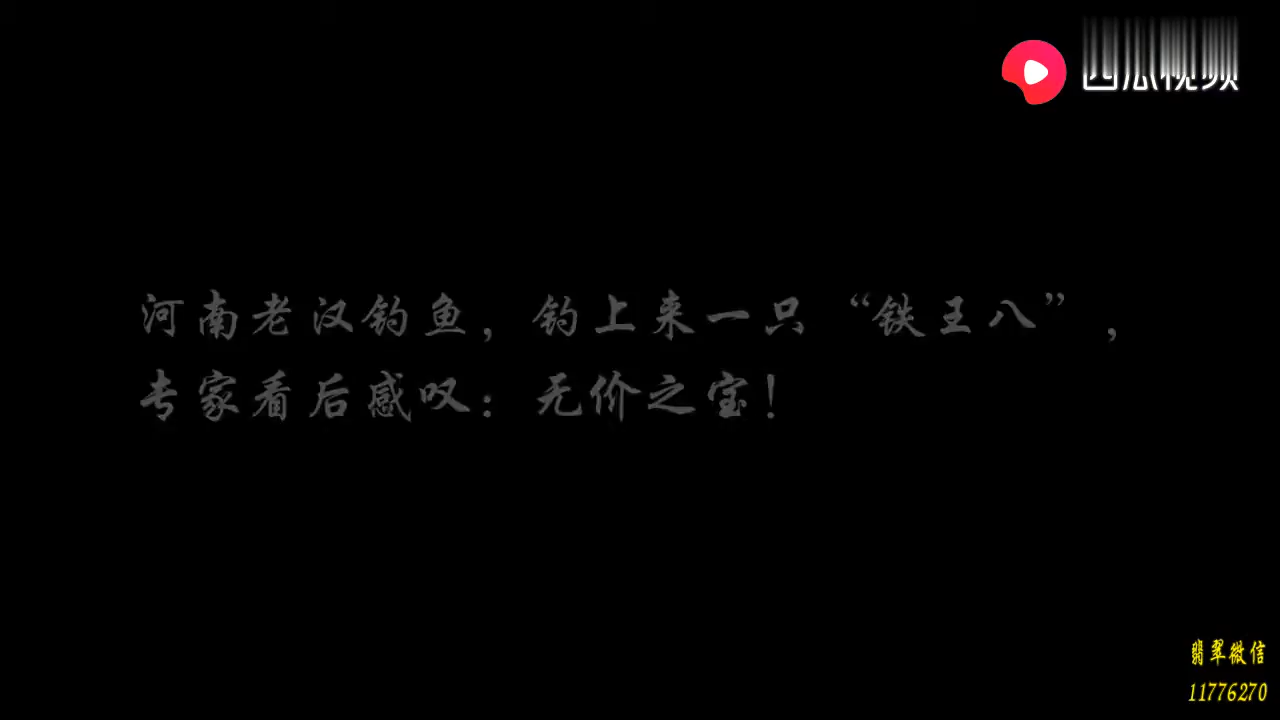 西瓜视频
河南老汉钓鱼，钓上来一只“铁王八”，
专家看后感叹：无价之宝！
翡翠微信
11776270